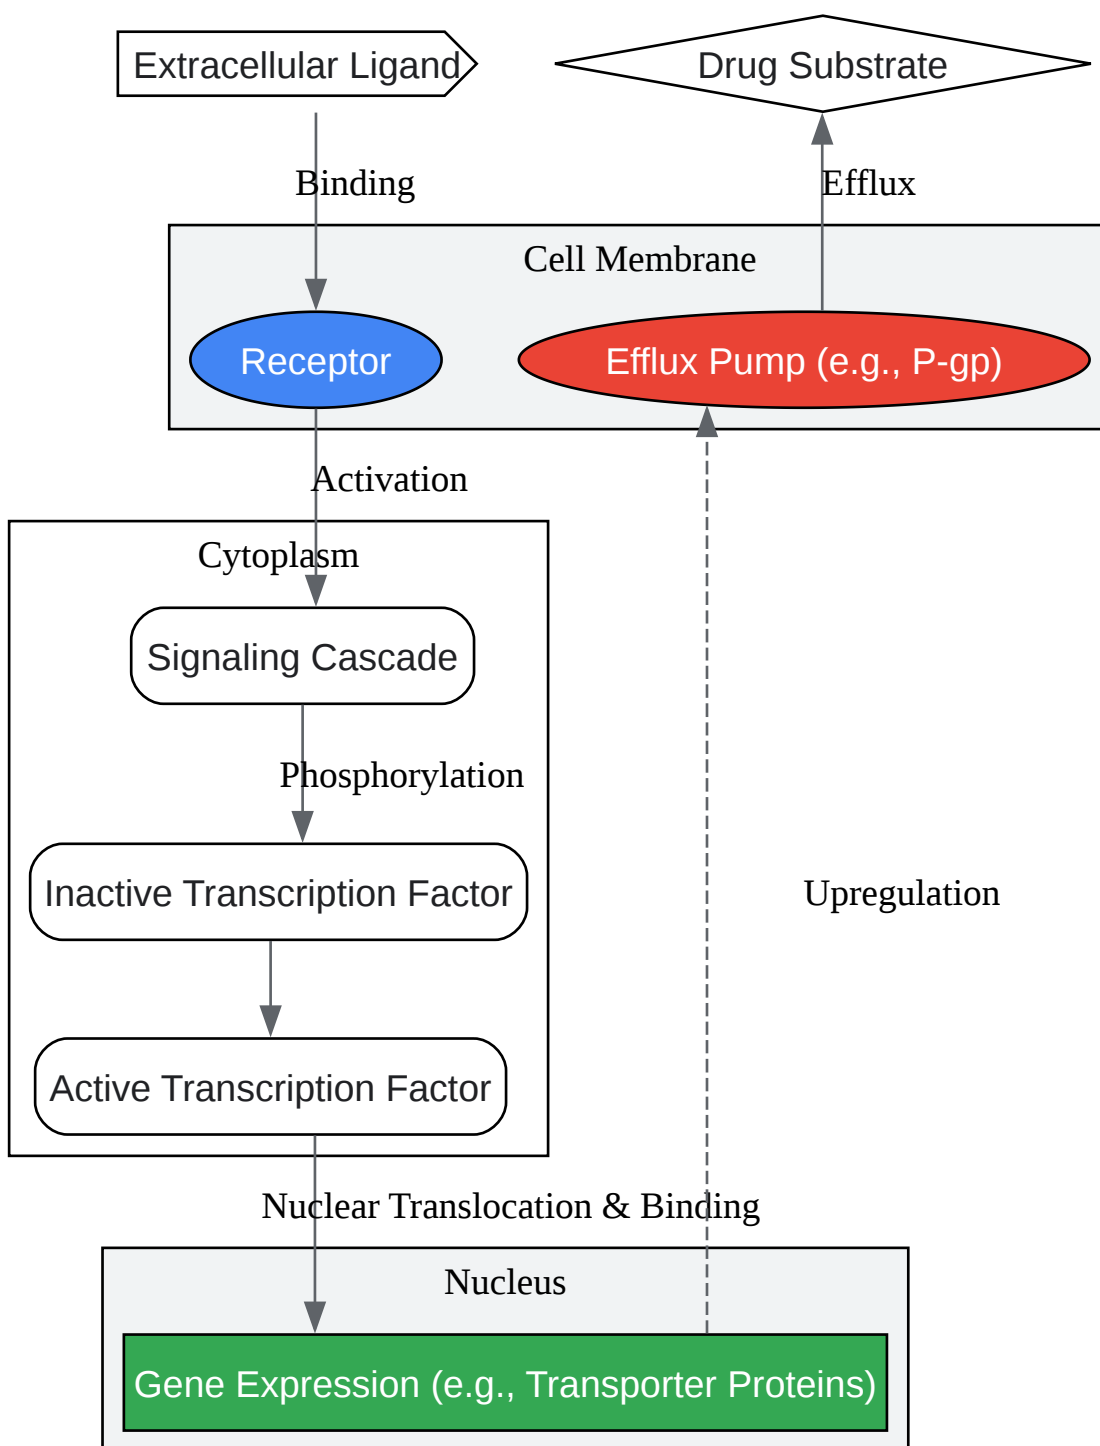 Extracellular Ligand
Drug Substrate
Binding
Efflux
Cell Membrane
Receptor
Efflux Pump (e.g., P-gp)
Activation
Cytoplasm
Signaling Cascade
Phosphorylation
Inactive Transcription Factor
Upregulation
Active Transcription Factor
Nuclear Translocation & Binding
Nucleus
Gene Expression (e.g., Transporter Proteins)